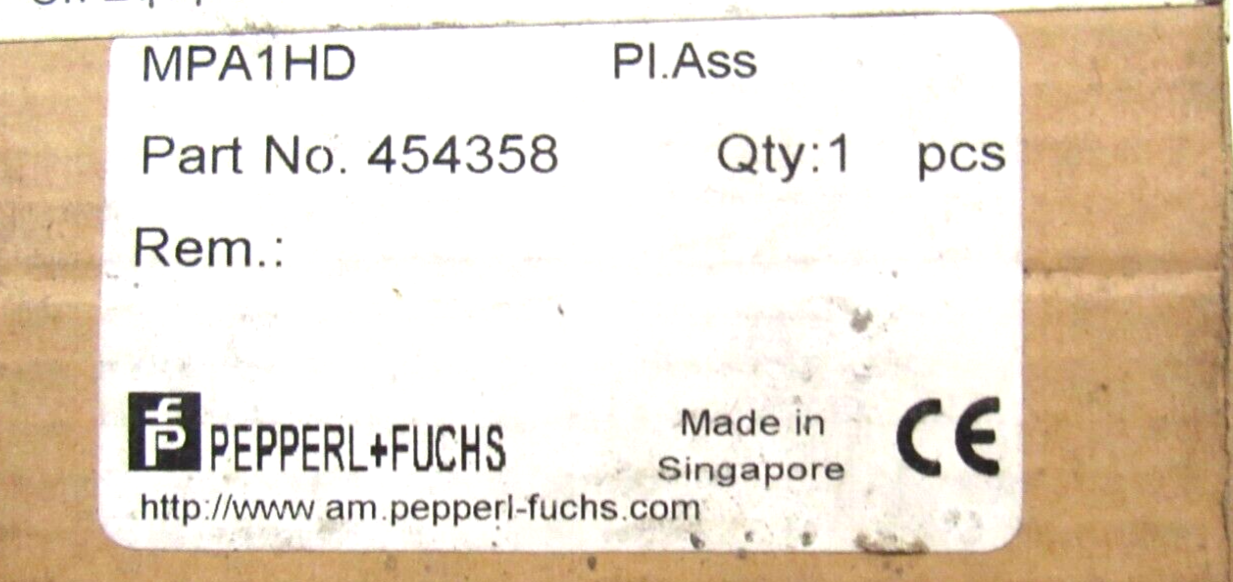 MPA1HD Pl.Ass
Part No. 454358 Qty:1 pcs
Rem.:
PEPPERL+FUCHS
Made in
Singapore
CE
http://www.am.pepperl-fuchs.com